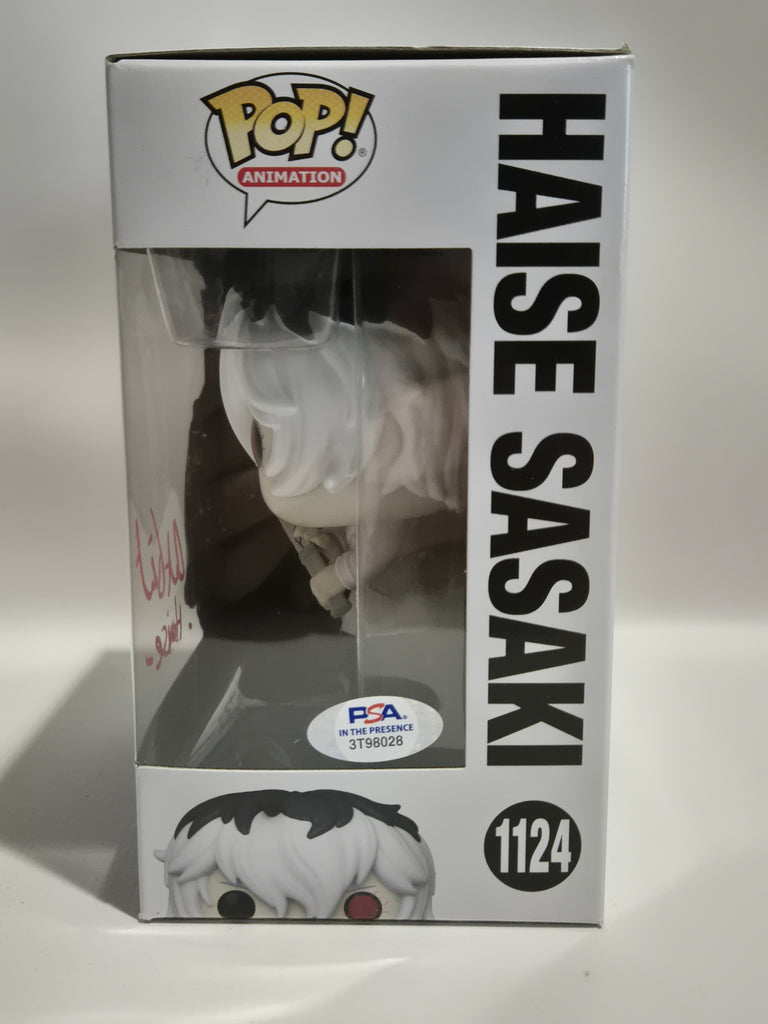 POP!®
ANIMATION
HAISE SASAKI
1124
PSA®
IN THE PRESENCE
3T98028